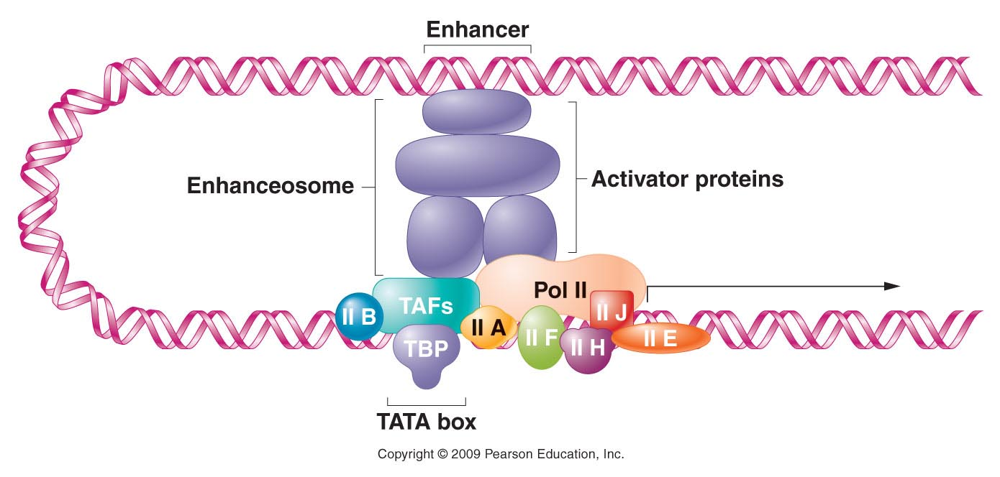 Enhancer
Enhanceosome
Activator proteins
Pol II
TAFs
II B
II J
II A
II F
II H
II E
TBP
TATA box
Copyright © 2009 Pearson Education, Inc.